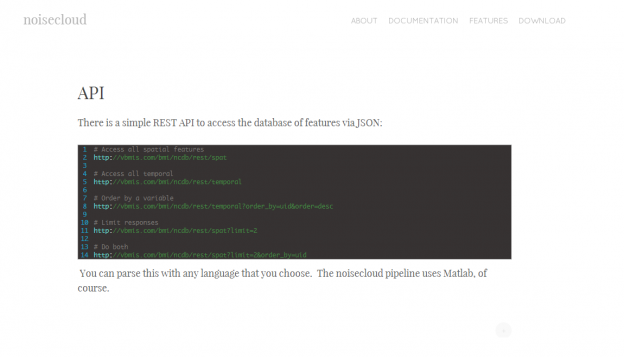 noisecloud
ABOUT DOCUMENTATION FEATURES DOWNLOAD
API
There is a simple REST API to access the database of features via JSON:
1 # Access all spatial features
2 http://vbmis.com/bmi/ncdb/rest/spat
3
4 # Access all temporal
5 http://vbmis.com/bmi/ncdb/rest/temporal
6
7 # Order by a variable
8 http://vbmis.com/bmi/ncdb/rest/temporal?order_by=uid&order=desc
9
10 # Limit responses
11 http://vbmis.com/bmi/ncdb/rest/spat?limit=2
12
13 # Do both
14 http://vbmis.com/bmi/ncdb/rest/spat?limit=2&order_by=uid
You can parse this with any language that you choose. The noisecloud pipeline uses Matlab, of
course.